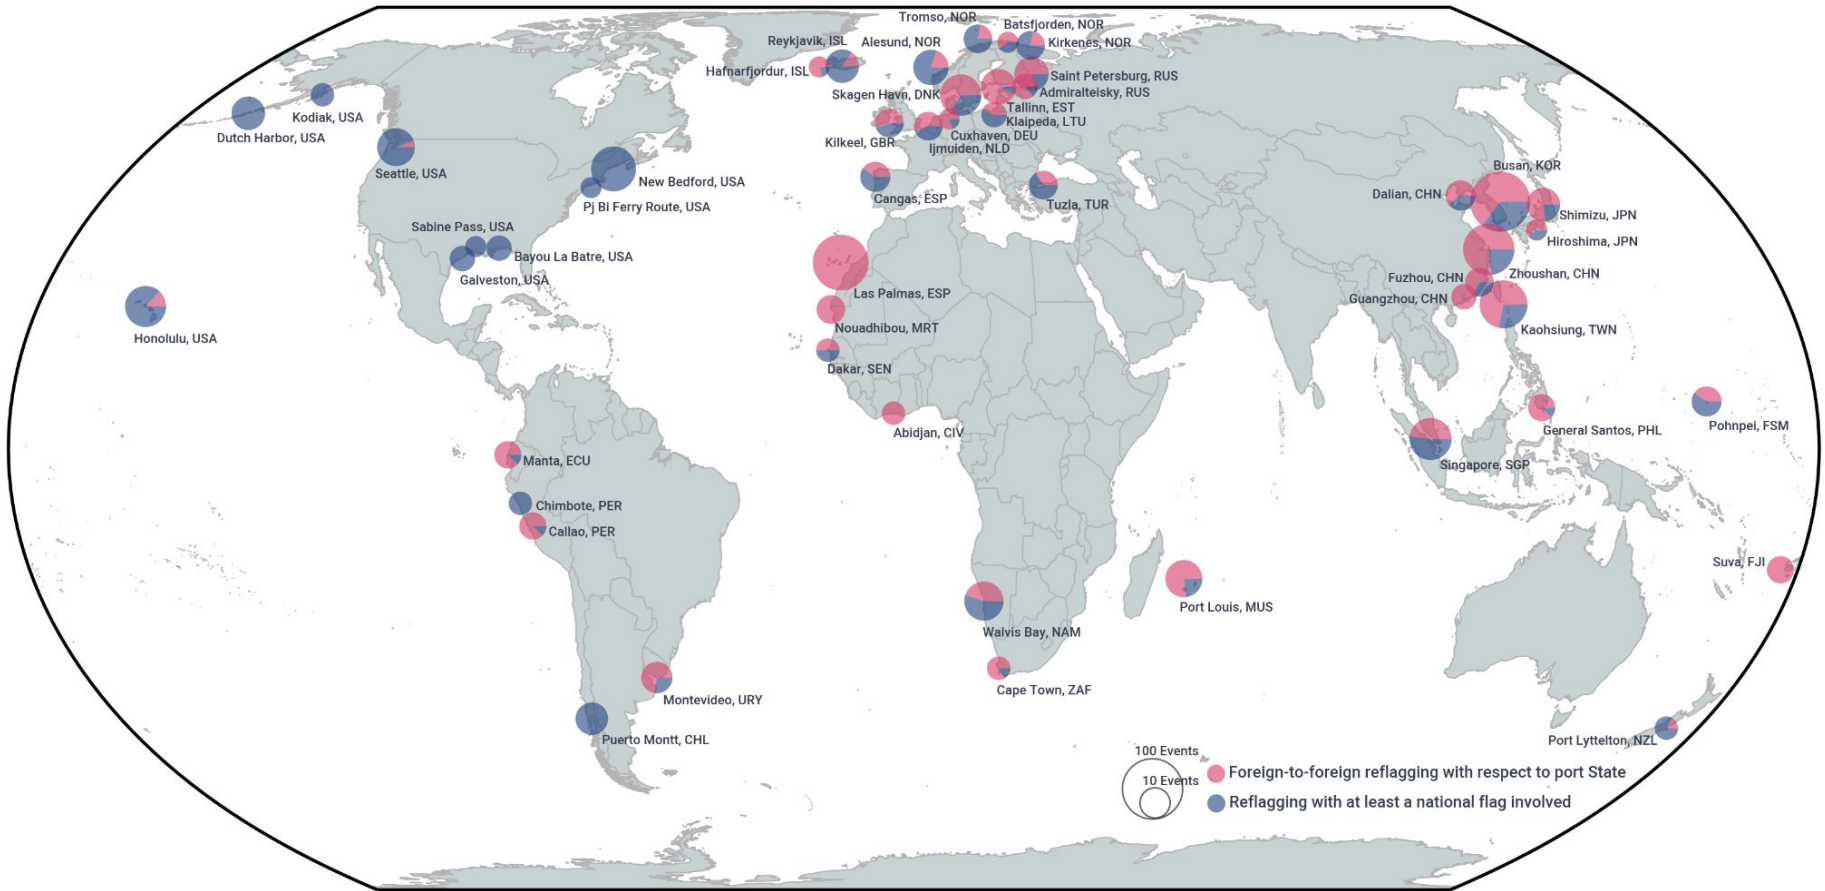 Tromso, NOR
Batsfjorden, NOR
Reykjavik, ISL
Alesund, NOR
Kirkenes, NOR
Hafnarfjordur, ISL
Saint Petersburg, RUS
Skagen Havn, DNK
Admiralteisky, RUS
Kodiak, USA
Tallinn, EST
Klaipeda, LTU
Dutch Harbor, USA
Cuxhaven, DEU
Kilkeel, GBR
Ijmuiden, NLD
Seattle, USA
Busan, KOR
New Bedford, USA
Dalian, CHN
Cangas, ESP
Tuzla, TUR
Pj Bi Ferry Route, USA
Shimizu, JPN
Sabine Pass, USA
Hiroshima, JPN
Bayou La Batre, USA
Galveston, USA
Zhoushan, CHN
Fuzhou, CHN
Las Palmas, ESP
Guangzhou, CHN
Nouadhibou, MRT
Kaohsiung, TWN
Honolulu, USA
Dakar, SEN
Pohnpei, FSM
Abidjan, CIV
General Santos, PHL
Manta, ECU
Singapore, SGP
Chimbote, PER
Callao, PER
Suva, FJI
Port Louis, MUS
Walvis Bay, NAM
Cape Town, ZAF
Montevideo, URY
Puerto Montt, CHL
Port Lyttelton, NZL
100 Events
10 Events
Foreign-to-foreign reflagging with respect to port State
Reflagging with at least a national flag involved